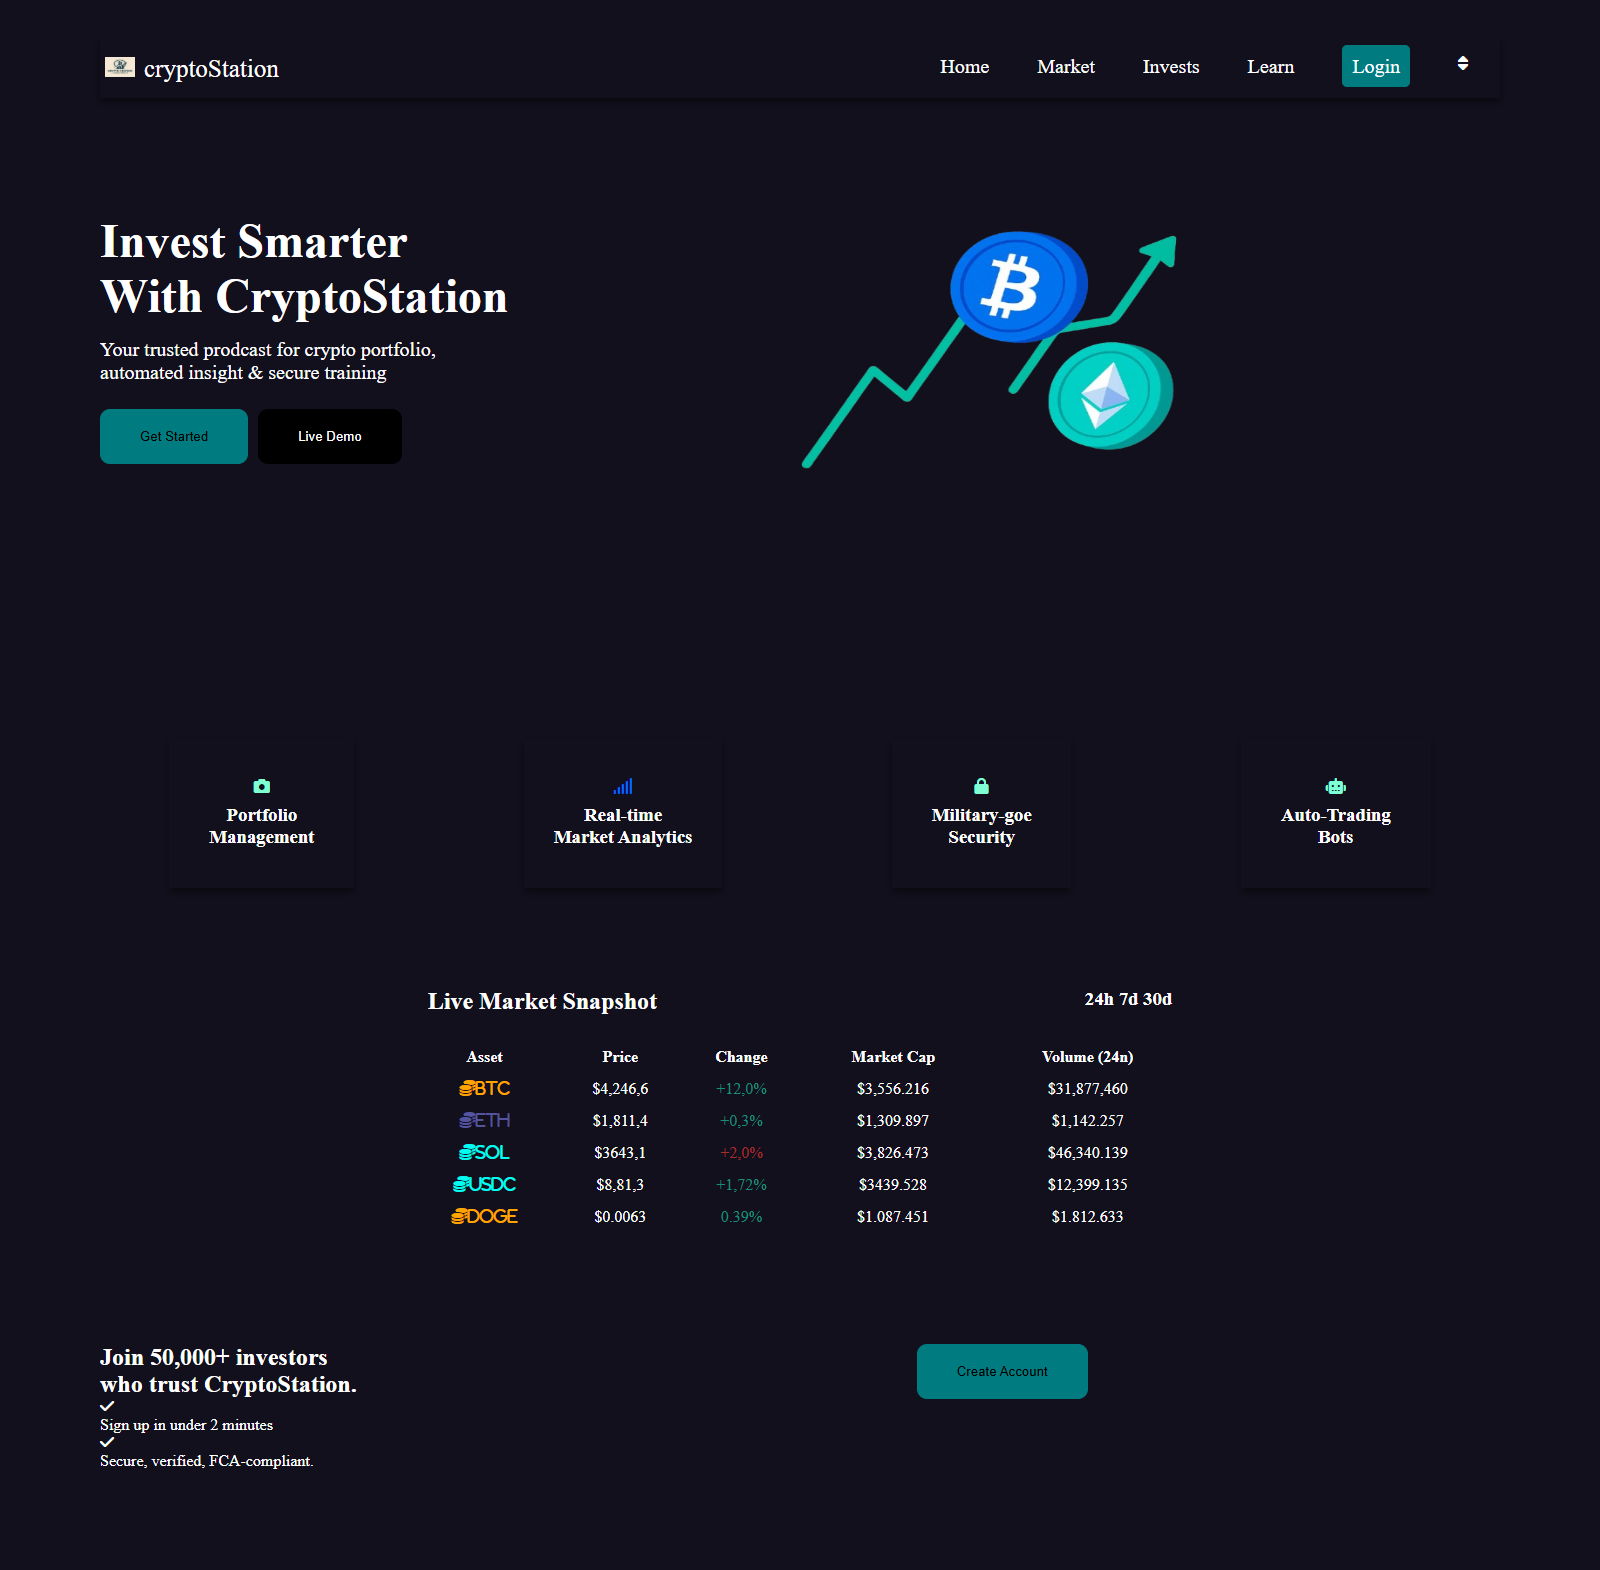 cryptoStation Home Market Invests Learn Login
Invest Smarter
With CryptoStation
Your trusted prodcast for crypto portfolio,
automated insight & secure training
Get Started Live Demo
Portfolio
Management
Real-time
Market Analytics
Military-goe
Security
Auto-Trading
Bots
Live Market Snapshot 24h 7d 30d
Asset Price Change Market Cap Volume (24n)
BTC $4,246,6 +12,0% $3,556.216 $31,877,460
ETH $1,811,4 +0,3% $1,309.897 $1,142.257
SOL $3643,1 +2,0% $3,826.473 $46,340.139
USDC $8,81,3 +1,72% $3439.528 $12,399.135
DOGE $0.0063 0.39% $1.087.451 $1.812.633
Join 50,000+ investors
who trust CryptoStation.
Create Account
Sign up in under 2 minutes
Secure, verified, FCA-compliant.